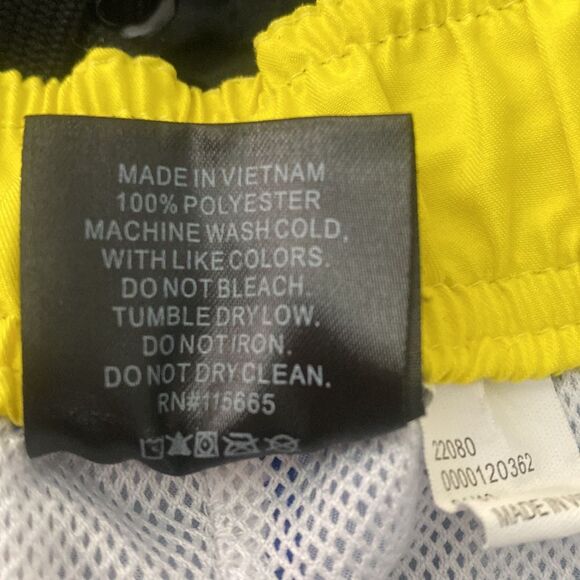 MADE IN VIETNAM
100% POLYESTER
MACHINE WASH COLD,
WITH LIKE COLORS.
DO NOT BLEACH.
TUMBLE DRY LOW.
DO NOT IRON.
DO NOT DRY CLEAN.
RN#115665
22080
0000120362
MADE IN